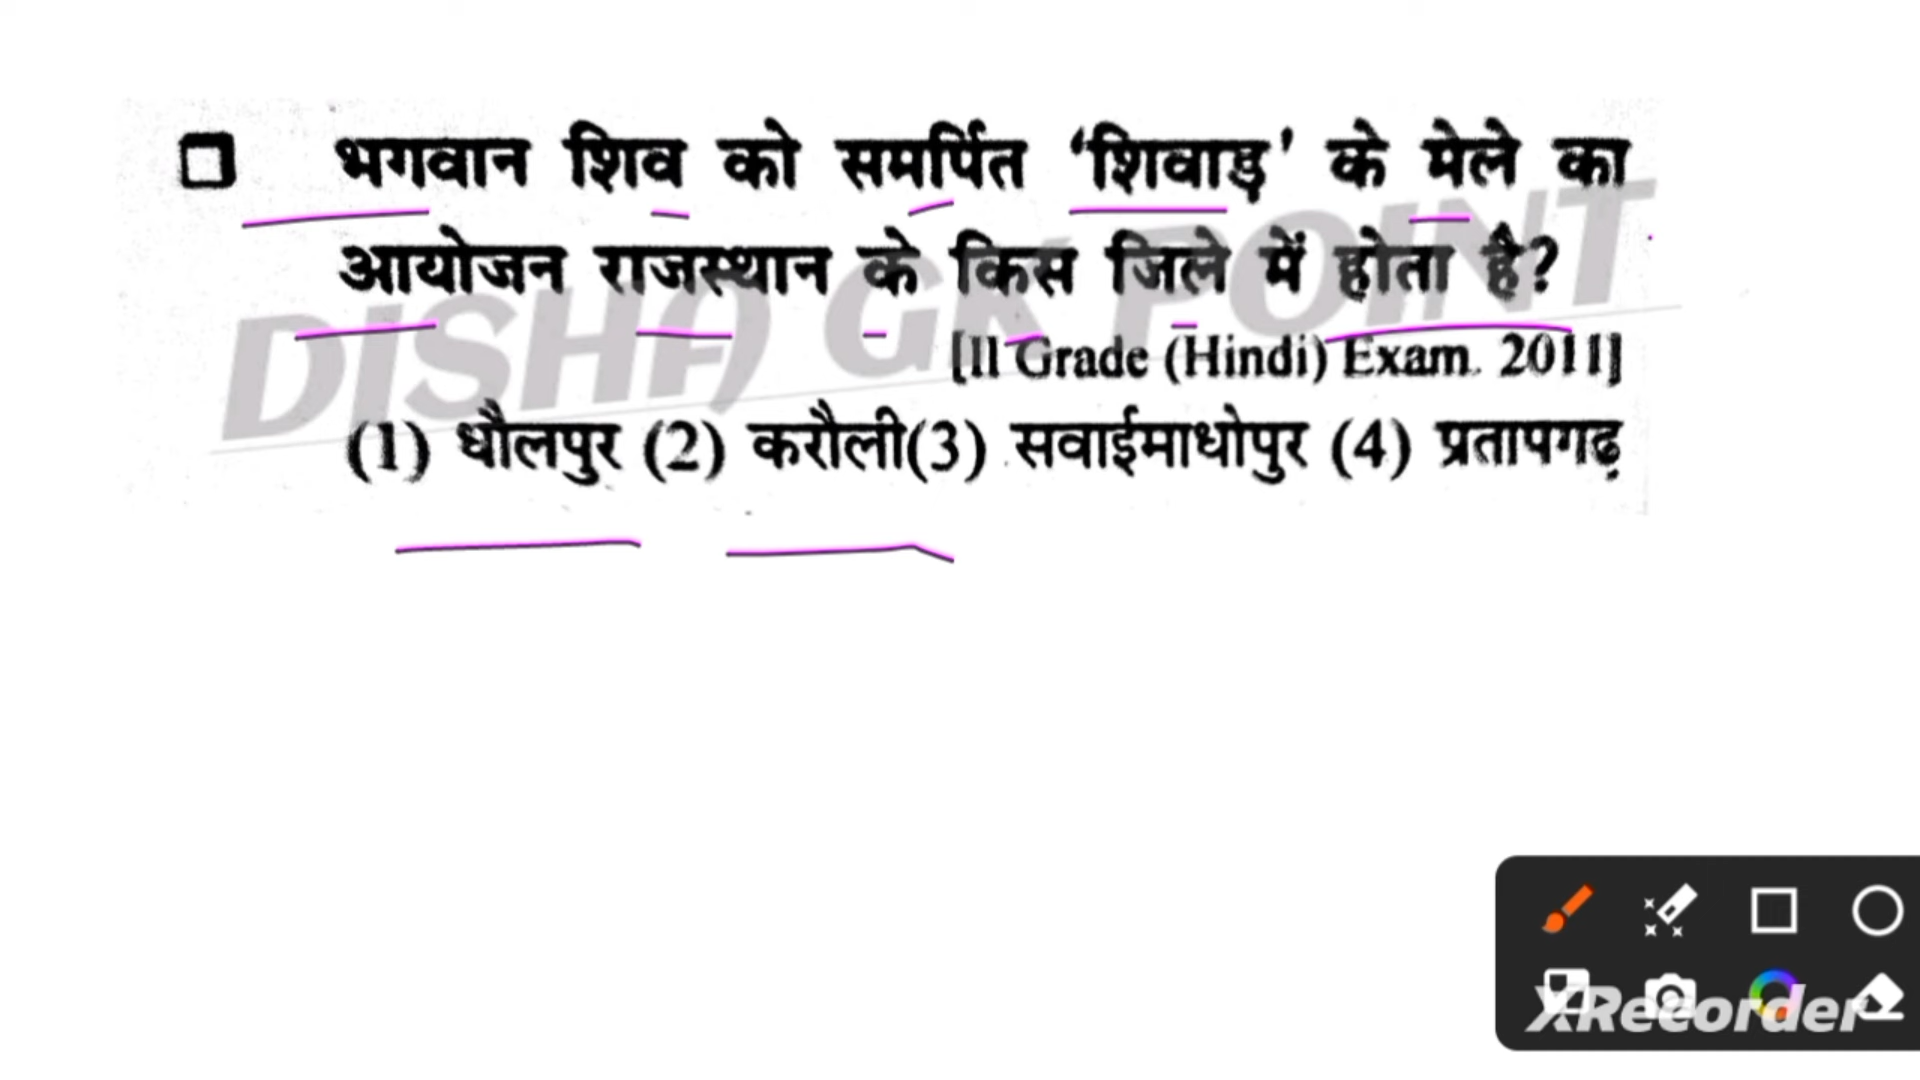 भगवान शिव को समर्पित ‘शिवाड़’ के मेले का
आयोजन राजस्थान के किस जिले में होता है?
[II Grade (Hindi) Exam. 2011]
(1) धौलपुर (2) करौली(3) सवाईमाधोपुर (4) प्रतापगढ़
DISHA GK POINT
XRecorder